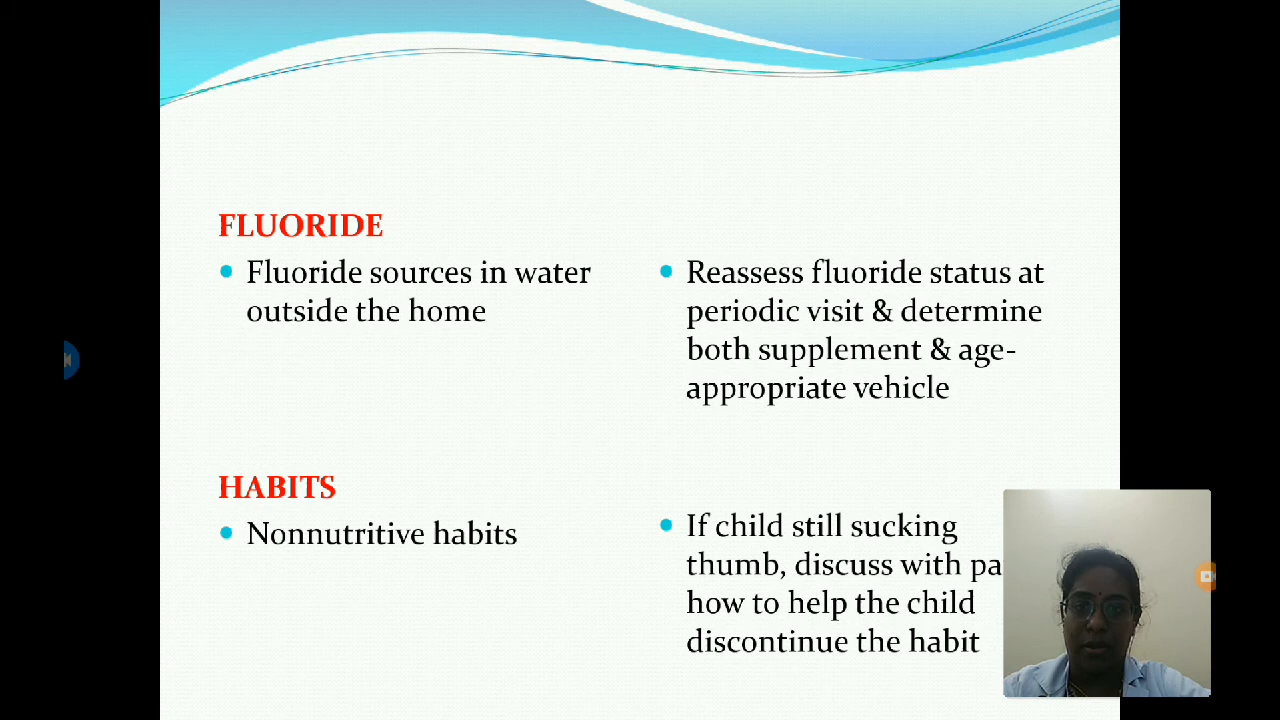 FLUORIDE
Fluoride sources in water
outside the home
Reassess fluoride status at
periodic visit & determine
both supplement & age-
appropriate vehicle
HABITS
Nonnutritive habits
If child still sucking
thumb, discuss with
how to help the child
discontinue the habit